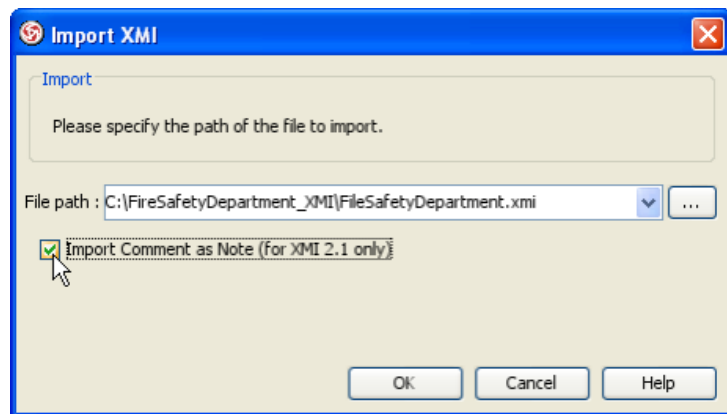 Import XMI
Import
Please specify the path of the file to import.
File path : C:\FireSafetyDepartment_XMI\FileSafetyDepartment.xmi ...
Import Comment as Note (for XMI 2.1 only)
OK Cancel Help